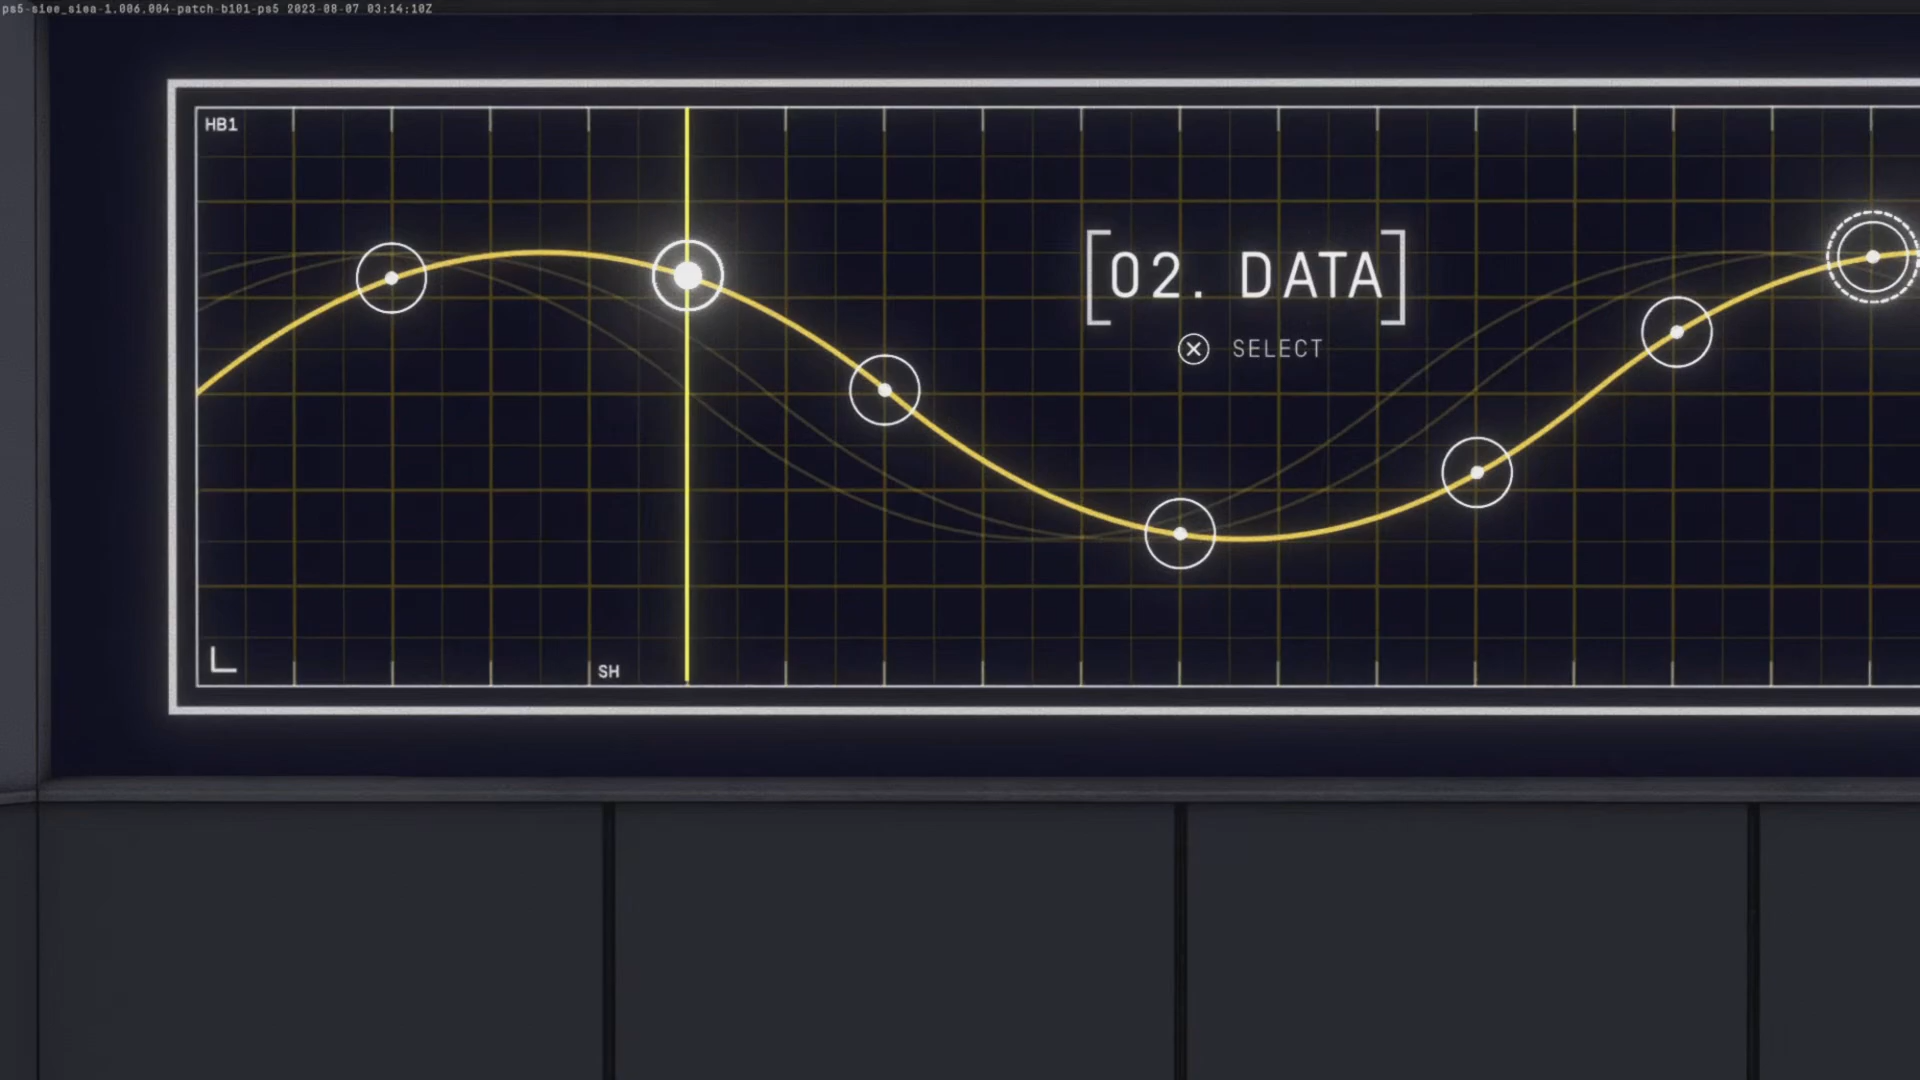 ps5-siee_siea-1.006.004-patch-b101-ps5 2023-08-07 03:14:10Z
HB1
[02. DATA]
SELECT
SH